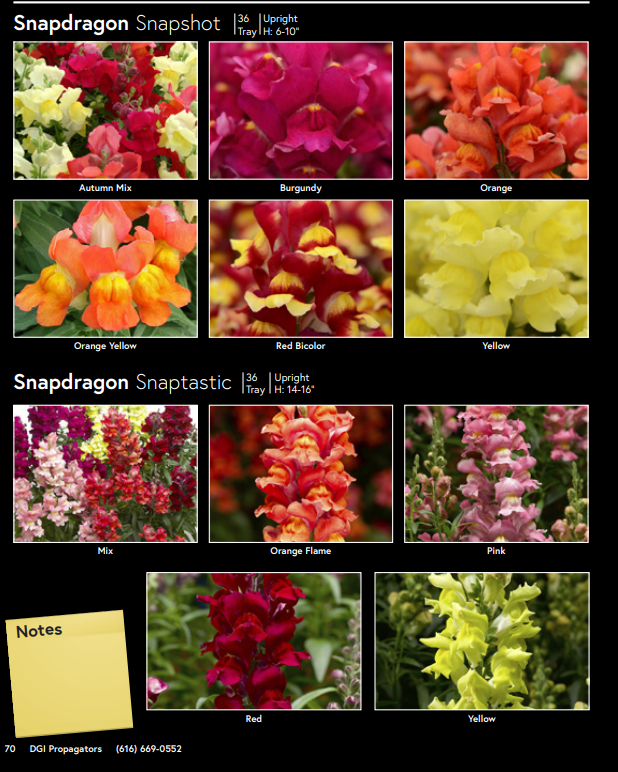 Snapdragon Snapshot 36 Tray Upright H: 6-10"
Autumn Mix
Burgundy
Orange
Orange Yellow
Red Bicolor
Yellow
Snapdragon Snaptastic 36 Tray Upright H: 14-16"
Mix
Orange Flame
Pink
Notes
Red
Yellow
70 DGI Propagators (616) 669-0552